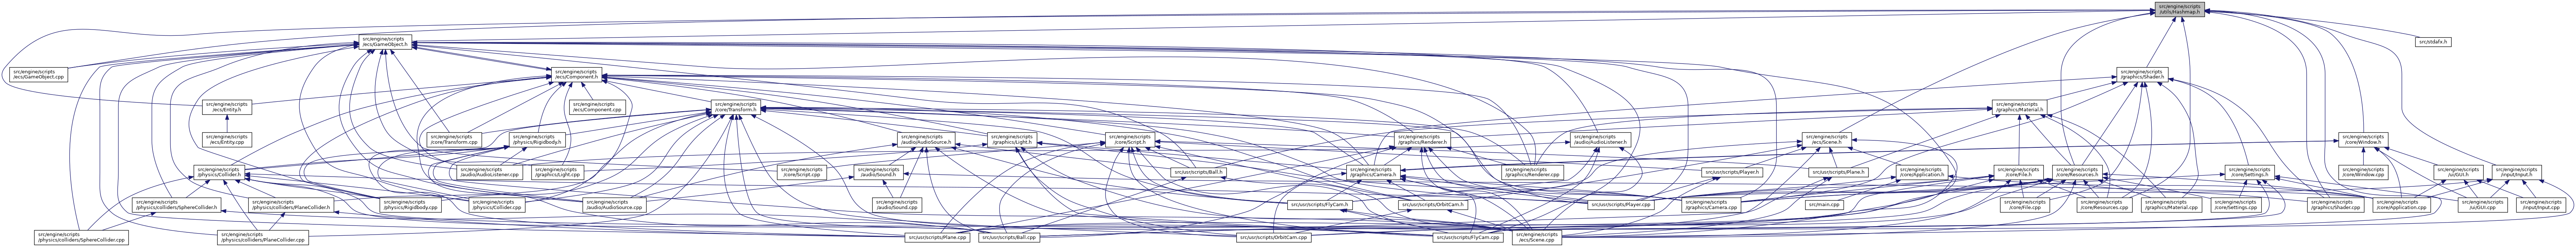 src/engine/scripts
/utils/Hashmap.h
src/engine/scripts
/ecs/GameObject.h
src/stdafx.h
src/engine/scripts
/ecs/GameObject.cpp
src/engine/scripts
/ecs/Component.h
src/engine/scripts
/graphics/Shader.h
src/engine/scripts
/ecs/Entity.h
src/engine/scripts
/ecs/Component.cpp
src/engine/scripts
/core/Transform.h
src/engine/scripts
/graphics/Material.h
src/engine/scripts
/ecs/Entity.cpp
src/engine/scripts
/core/Transform.cpp
src/engine/scripts
/physics/Rigidbody.h
src/engine/scripts
/audio/AudioSource.h
src/engine/scripts
/graphics/Light.h
src/engine/scripts
/core/Script.h
src/engine/scripts
/graphics/Renderer.h
src/engine/scripts
/audio/AudioListener.h
src/engine/scripts
/ecs/Scene.h
src/engine/scripts
/core/Window.h
src/engine/scripts
/physics/Collider.h
src/engine/scripts
/audio/AudioListener.cpp
src/engine/scripts
/graphics/Light.cpp
src/engine/scripts
/core/Script.cpp
src/engine/scripts
/audio/Sound.h
src/usr/scripts/Ball.h
src/engine/scripts
/graphics/Camera.h
src/engine/scripts
/graphics/Renderer.cpp
src/usr/scripts/Player.h
src/usr/scripts/Plane.h
src/engine/scripts
/core/Application.h
src/engine/scripts
/core/File.h
src/engine/scripts
/core/Resources.h
src/engine/scripts
/core/Settings.h
src/engine/scripts
/core/Window.cpp
src/engine/scripts
/ui/GUI.h
src/engine/scripts
/input/Input.h
src/engine/scripts
/physics/colliders/SphereCollider.h
src/engine/scripts
/physics/colliders/PlaneCollider.h
src/engine/scripts
/physics/Rigidbody.cpp
src/engine/scripts
/physics/Collider.cpp
src/engine/scripts
/audio/AudioSource.cpp
src/engine/scripts
/audio/Sound.cpp
src/usr/scripts/FlyCam.h
src/usr/scripts/OrbitCam.h
src/usr/scripts/Player.cpp
src/engine/scripts
/graphics/Camera.cpp
src/main.cpp
src/engine/scripts
/core/File.cpp
src/engine/scripts
/core/Resources.cpp
src/engine/scripts
/graphics/Material.cpp
src/engine/scripts
/core/Settings.cpp
src/engine/scripts
/graphics/Shader.cpp
src/engine/scripts
/core/Application.cpp
src/engine/scripts
/ui/GUI.cpp
src/engine/scripts
/input/Input.cpp
src/engine/scripts
/physics/colliders/SphereCollider.cpp
src/engine/scripts
/physics/colliders/PlaneCollider.cpp
src/usr/scripts/Plane.cpp
src/usr/scripts/Ball.cpp
src/usr/scripts/OrbitCam.cpp
src/usr/scripts/FlyCam.cpp
src/engine/scripts
/ecs/Scene.cpp